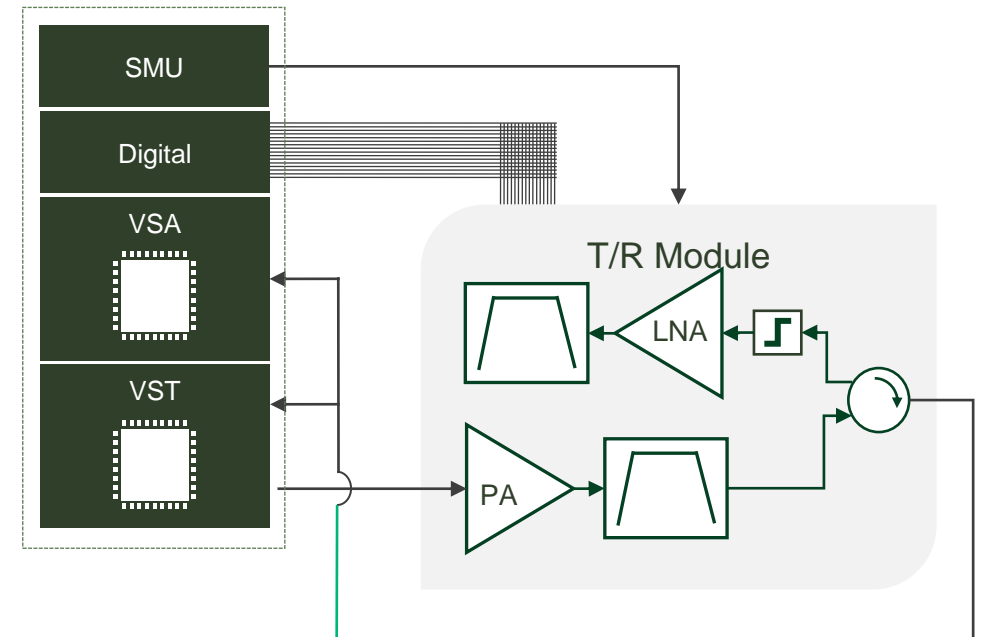 SMU
Digital
VSA
VST
T/R Module
LNA
PA